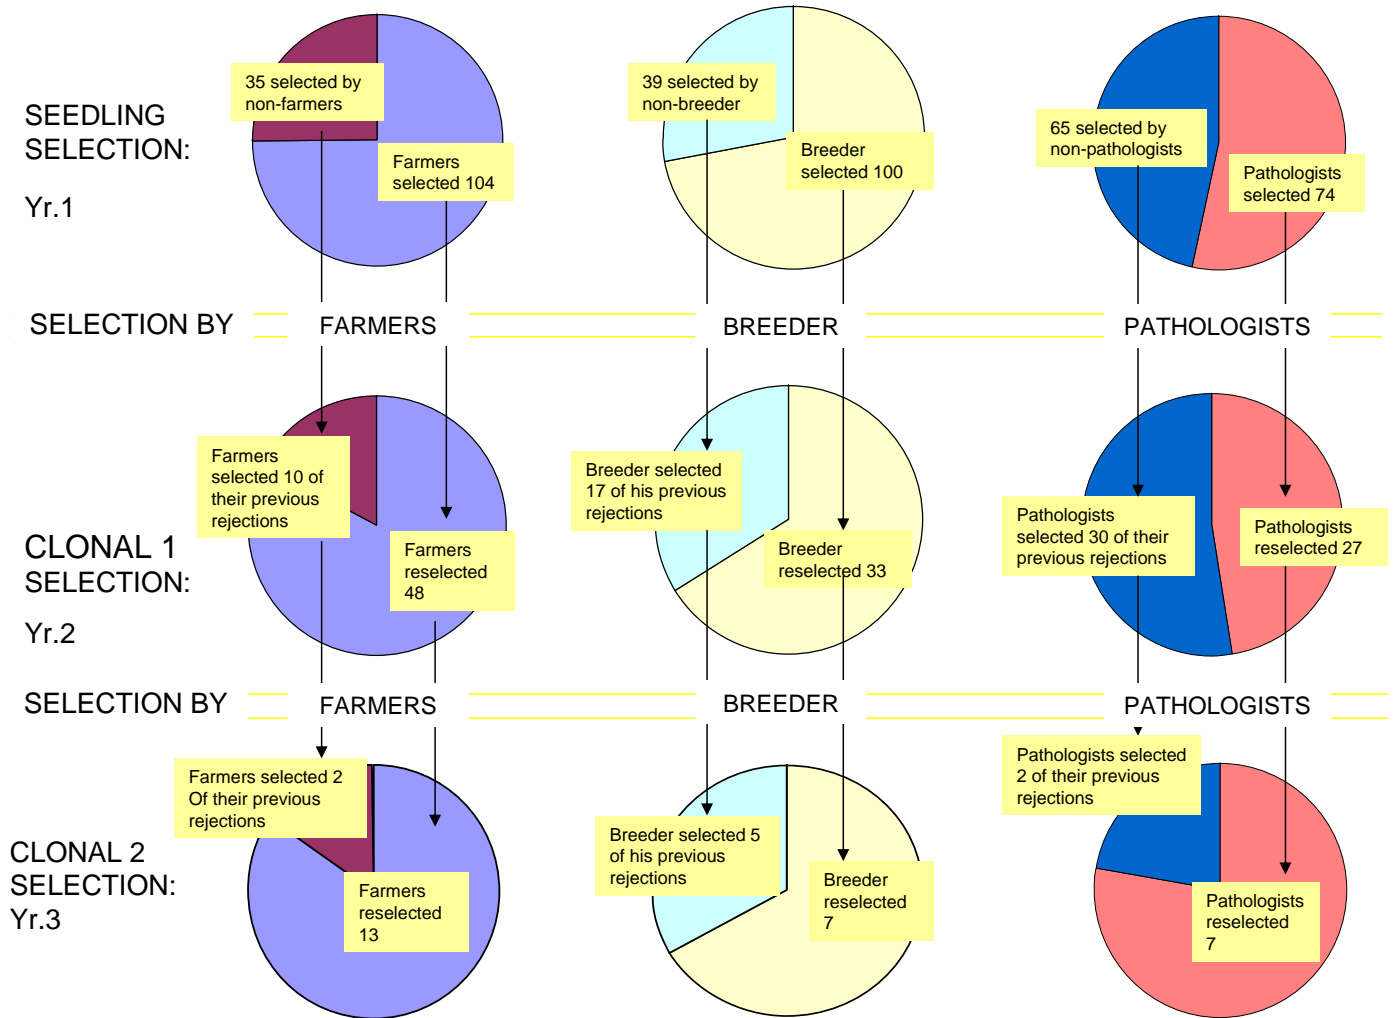 SEEDLING
SELECTION:
Yr.1
35 selected by
non-farmers
Farmers
selected 104
39 selected by
non-breeder
Breeder
selected 100
65 selected by
non-pathologists
Pathologists
selected 74
SELECTION BY
FARMERS
BREEDER
PATHOLOGISTS
CLONAL 1
SELECTION:
Yr.2
Farmers
selected 10 of
their previous
rejections
Farmers
reselected
48
Breeder selected
17 of his previous
rejections
Breeder
reselected 33
Pathologists
selected 30 of their
previous rejections
Pathologists
reselected 27
SELECTION BY
FARMERS
BREEDER
PATHOLOGISTS
CLONAL 2
SELECTION:
Yr.3
Farmers selected 2
Of their previous
rejections
Farmers
reselected
13
Breeder selected 5
of his previous
rejections
Breeder
reselected
7
Pathologists selected
2 of their previous
rejections
Pathologists
reselected
7